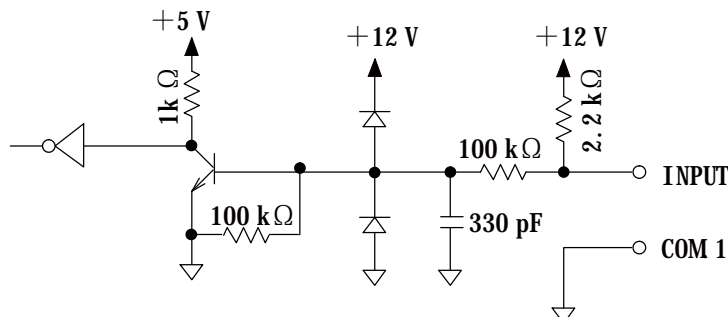 +5 V
+12 V
+12 V
1k Ω
2.2 kΩ
100 kΩ
INPUT
100 kΩ
330 pF
COM 1